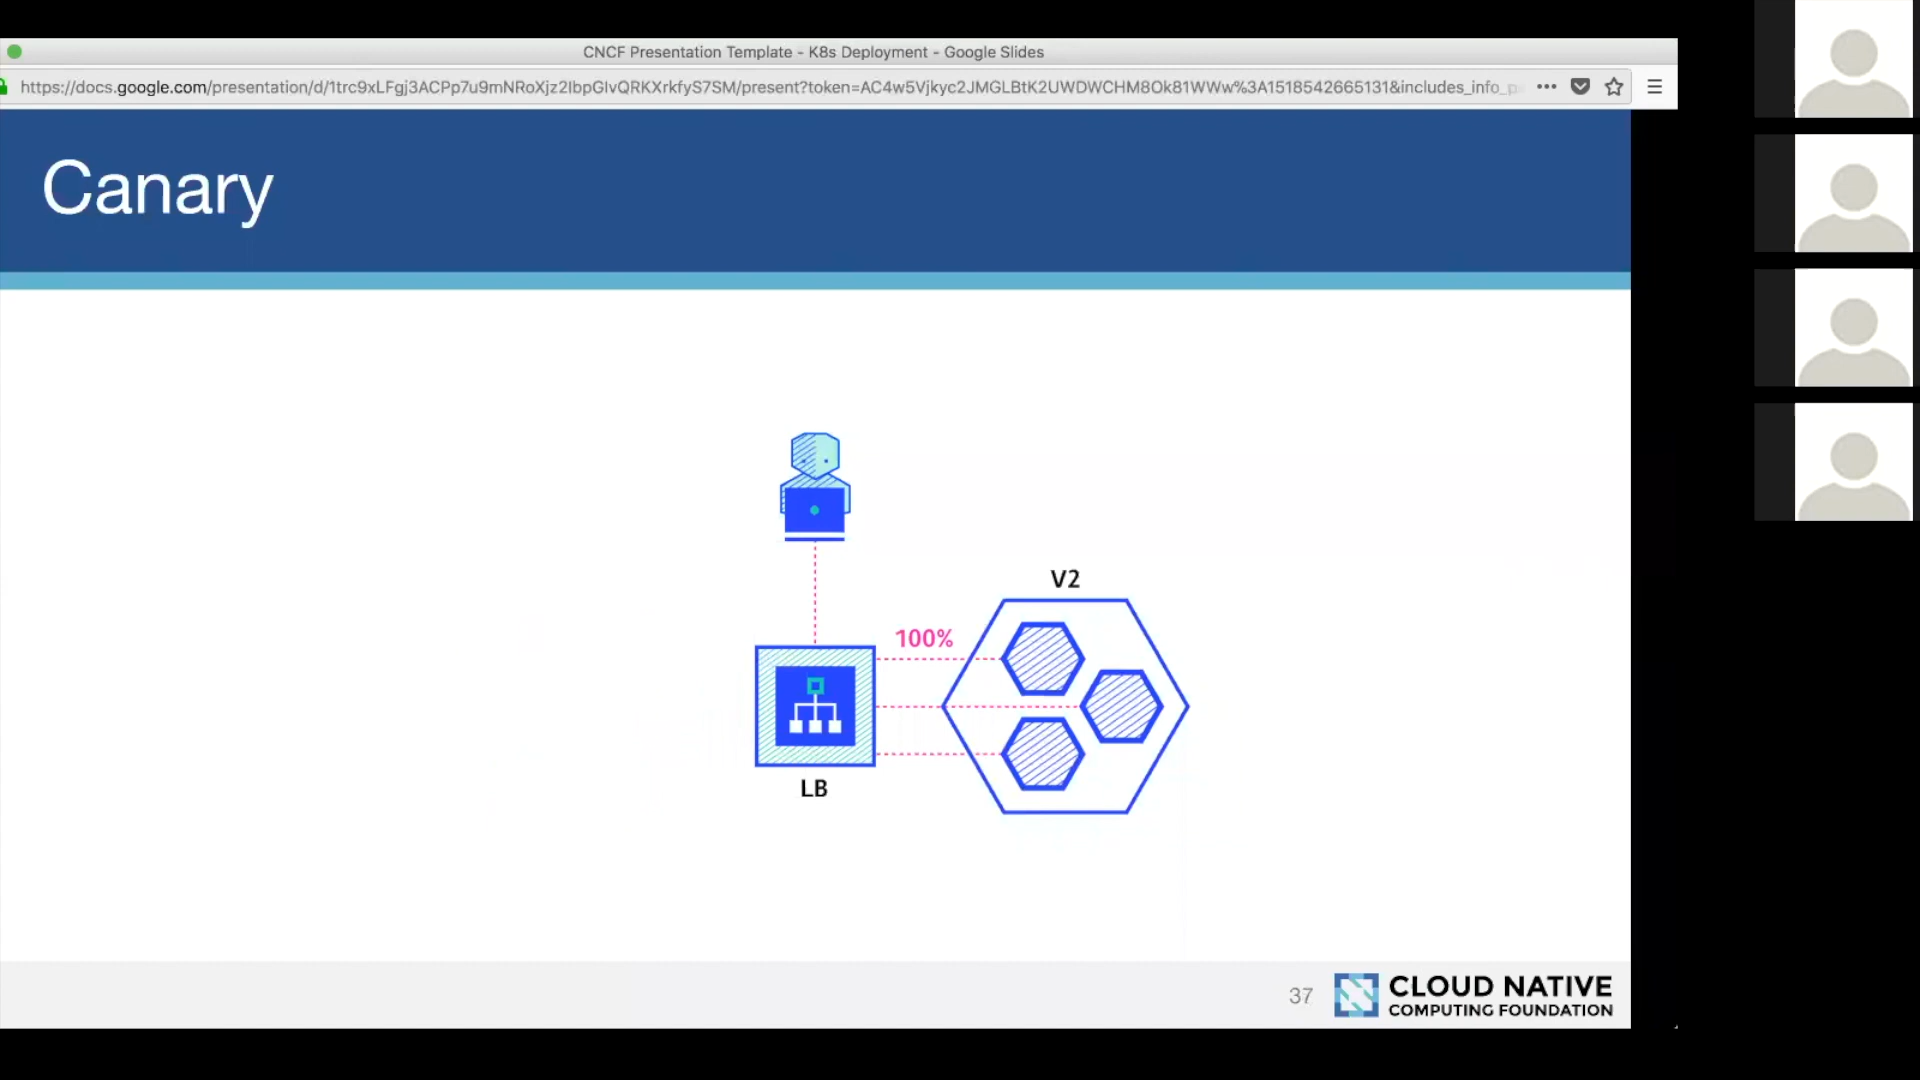 CNCF Presentation Template - K8s Deployment - Google Slides
https://docs.google.com/presentation/d/1trc9xLFgj3ACPp7u9mNRoXjz2IbpGIvQRKXrkfyS7SM/present?token=AC4w5Vjkyc2JMGLBtK2UWDWCHM8Ok81WWw%3A1518542665131&includes_info_p
Canary
V2
100%
LB
37
CLOUD NATIVE
COMPUTING FOUNDATION